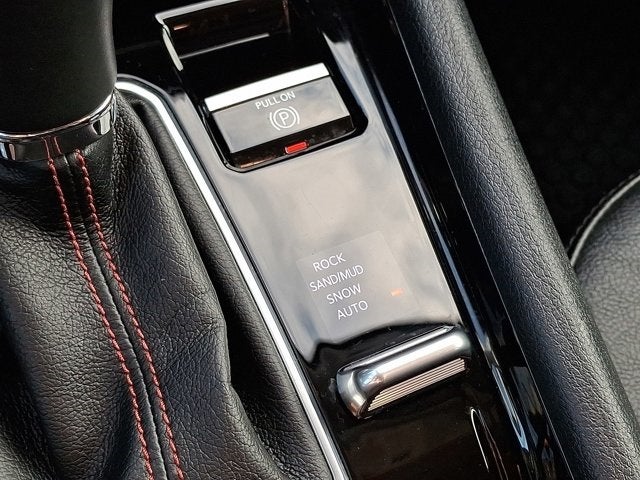 PULL ON
(P)
ROCK
SAND/MUD
SNOW
AUTO